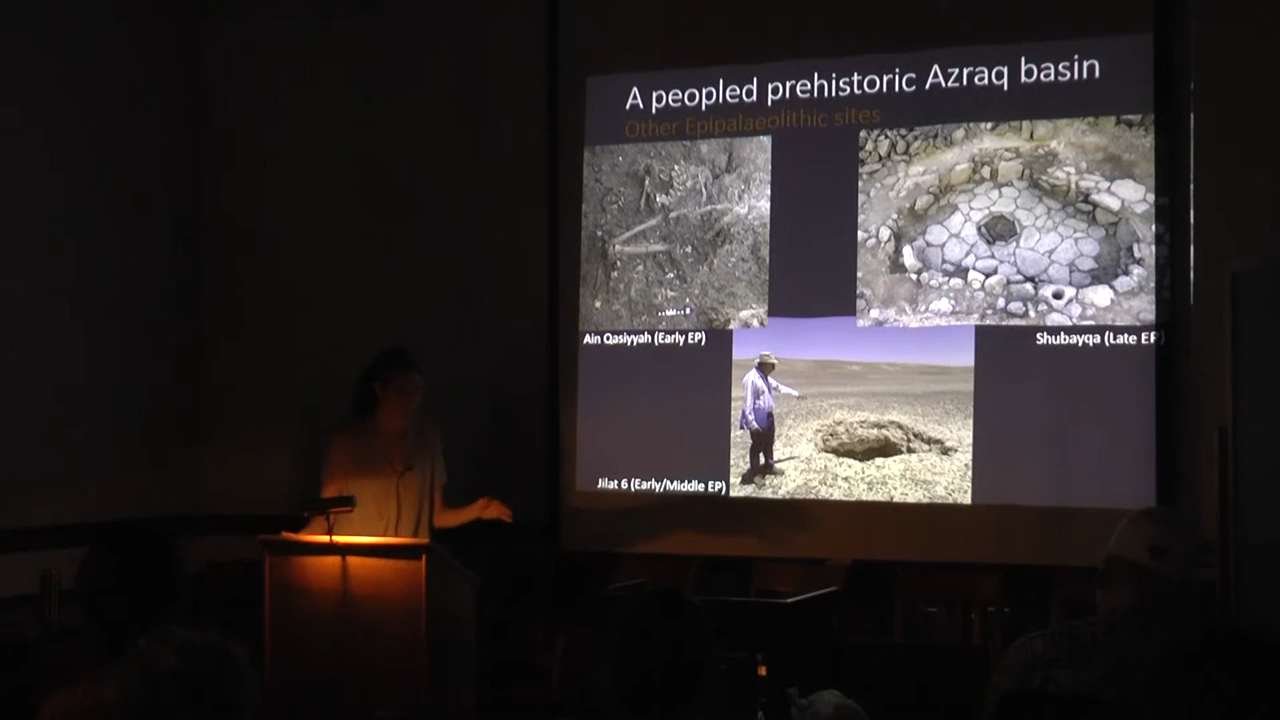 A peopled prehistoric Azraq basin
Other Epipalaeolithic sites
Ain Qasiyyah (Early EP)
Shubayqa (Late EP)
Jilat 6 (Early/Middle EP)